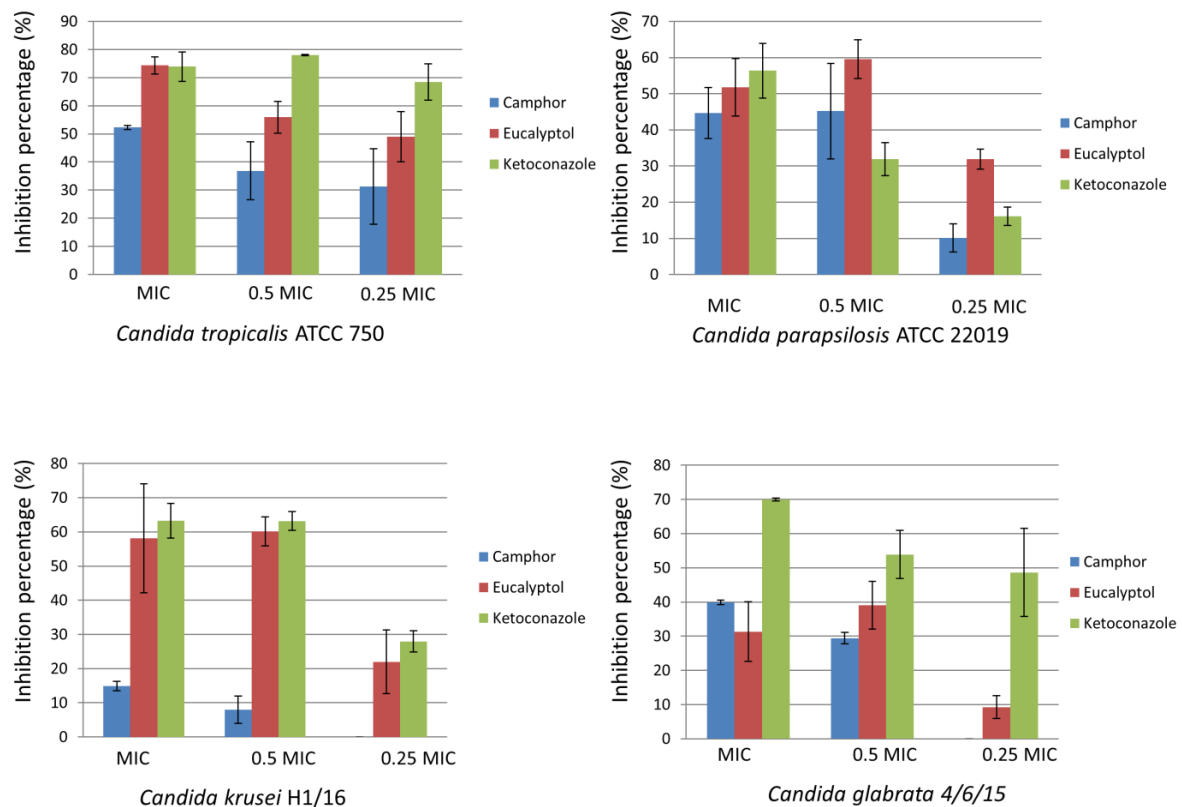 Inhibition percentage (%)
90
80
70
60
50
40
30
20
10
0
MIC 0.5 MIC 0.25 MIC
Camphor
Eucalyptol
Ketoconazole
Candida tropicalis ATCC 750
Inhibition percentage (%)
70
60
50
40
30
20
10
0
MIC 0.5 MIC 0.25 MIC
Camphor
Eucalyptol
Ketoconazole
Candida parapsilosis ATCC 22019
Inhibition percentage (%)
80
70
60
50
40
30
20
10
0
MIC 0.5 MIC 0.25 MIC
Camphor
Eucalyptol
Ketoconazole
Candida krusei H1/16
Inhibition percentage (%)
80
70
60
50
40
30
20
10
0
MIC 0.5 MIC 0.25 MIC
Camphor
Eucalyptol
Ketoconazole
Candida glabrata 4/6/15